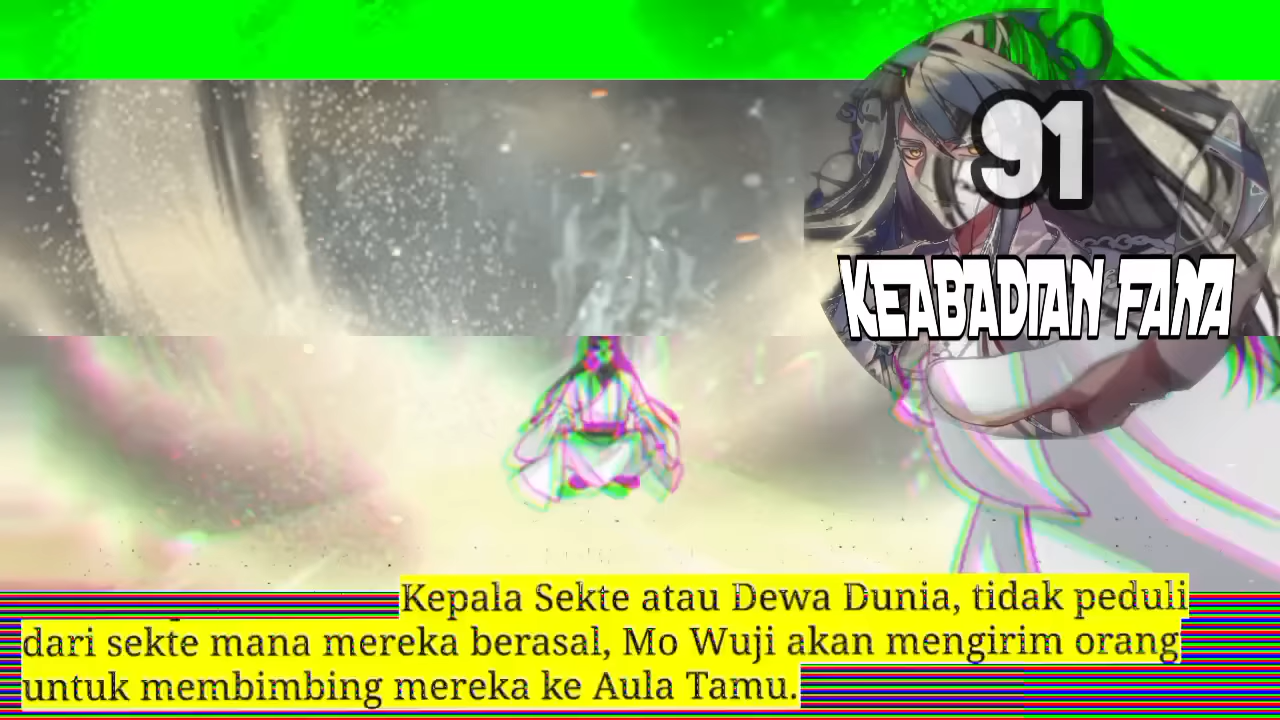 91
KEABADIAN FANA
Kepala Sekte atau Dewa Dunia, tidak peduli
dari sekte mana mereka berasal, Mo Wuji akan mengirim orang
untuk membimbing mereka ke Aula Tamu.